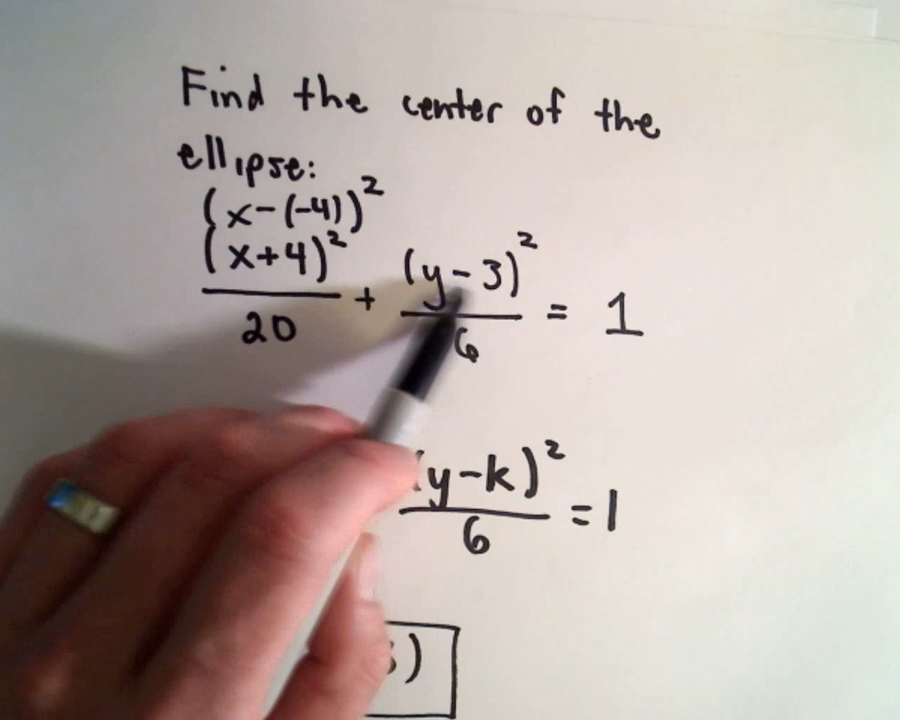 Find the center of the
ellipse:
(x-(-4))²
(x+4)² / 20 + (y-3)² / 6 = 1
(y-k)² / 6 = 1
)